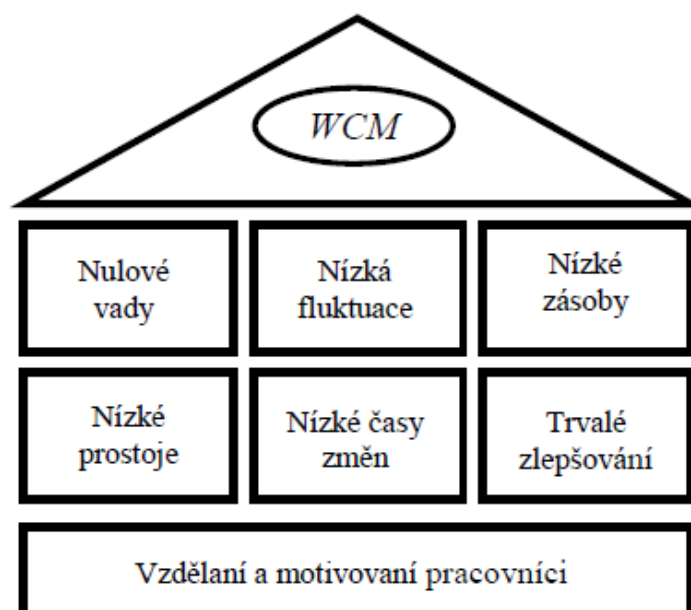 WCM
Nulové
vady
Nízká
fluktuace
Nízké
zásoby
Nízké
prostoje
Nízké časy
změn
Trvalé
zlepšování
Vzdělaní a motivovaní pracovníci